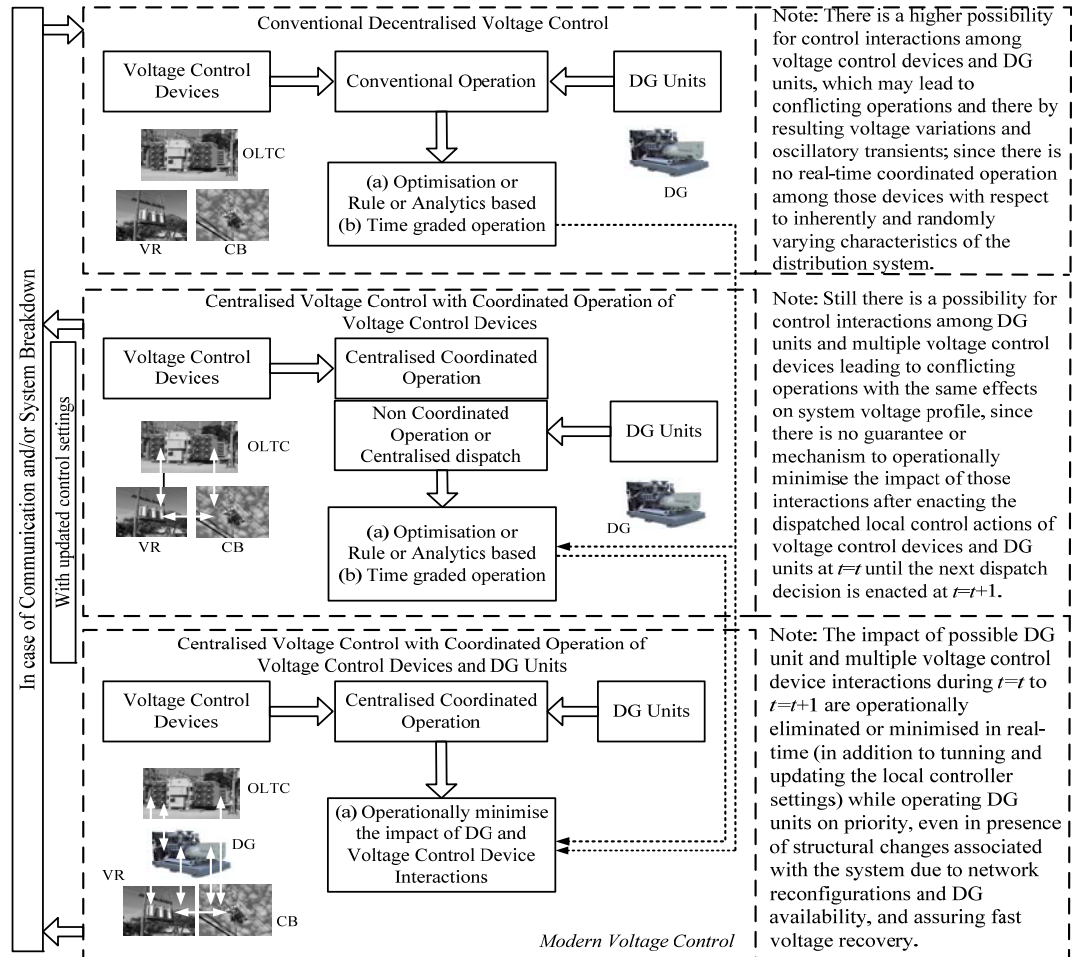 In case of Communication and/or System Breakdown
With updated control settings
Conventional Decentralised Voltage Control
Voltage Control
Devices
Conventional Operation
DG Units
OLTC
VR
CB
DG
(a) Optimisation or
Rule or Analytics based
(b) Time graded operation
Note: There is a higher possibility
for control interactions among
voltage control devices and DG
units, which may lead to
conflicting operations and there by
resulting voltage variations and
oscillatory transients; since there is
no real-time coordinated operation
among those devices with respect
to inherently and randomly
varying characteristics of the
distribution system.
Centralised Voltage Control with Coordinated Operation of
Voltage Control Devices
Voltage Control
Devices
Centralised Coordinated
Operation
Non Coordinated
Operation or
Centralised dispatch
DG Units
OLTC
VR
CB
DG
(a) Optimisation or
Rule or Analytics based
(b) Time graded operation
Note: Still there is a possibility for
control interactions among DG
units and multiple voltage control
devices leading to conflicting
operations with the same effects
on system voltage profile, since
there is no guarantee or
mechanism to operationally
minimise the impact of those
interactions after enacting the
dispatched local control actions of
voltage control devices and DG
units at t=t until the next dispatch
decision is enacted at t=t+1.
Centralised Voltage Control with Coordinated Operation of
Voltage Control Devices and DG Units
Voltage Control
Devices
Centralised Coordinated
Operation
DG Units
OLTC
DG
VR
CB
(a) Operationally minimise
the impact of DG and
Voltage Control Device
Interactions
Modern Voltage Control
Note: The impact of possible DG
unit and multiple voltage control
device interactions during t=t to
t=t+1 are operationally
eliminated or minimised in real-
time (in addition to tunning and
updating the local controller
settings) while operating DG
units on priority, even in presence
of structural changes associated
with the system due to network
reconfigurations and DG
availability, and assuring fast
voltage recovery.